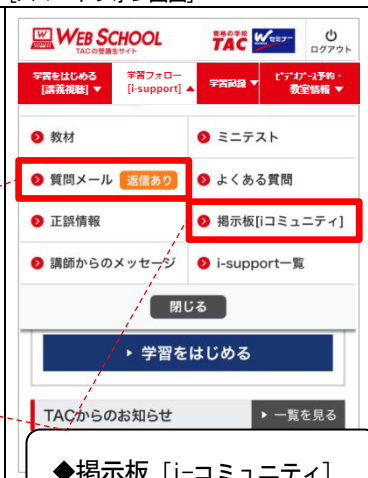 WEB SCHOOL
TACの受講生サイト
資格の学校
TAC
Wセミナー
ログアウト
学習をはじめる
[講義視聴]▼
学習フォロー
[i-support]▲
学習記録▼
ﾋﾞﾃﾞｵﾌﾞｰｽ予約・
教室情報▼
教材
ミニテスト
質問メール 返信あり
よくある質問
正誤情報
掲示板[iコミュニティ]
講師からのメッセージ
i-support一覧
閉じる
学習をはじめる
TACからのお知らせ
一覧を見る
◆掲示板［i-コミュニティ］